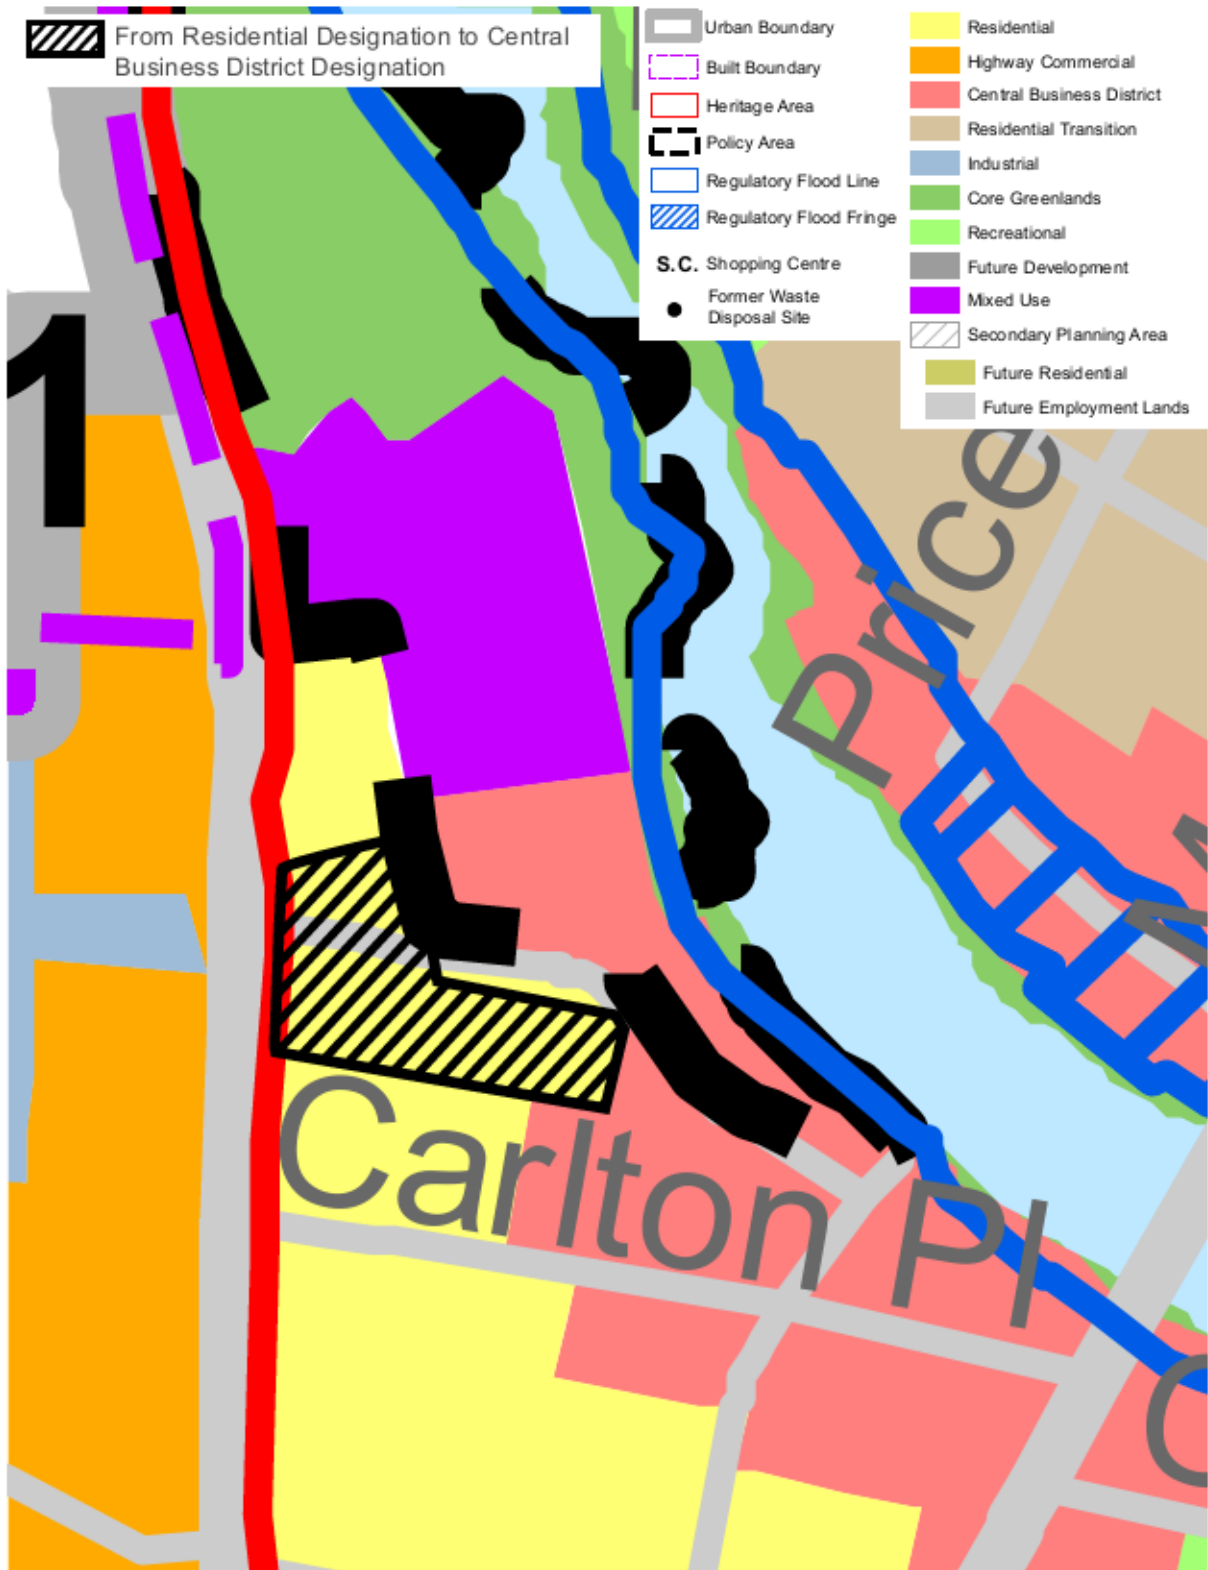 From Residential Designation to Central
Business District Designation
Urban Boundary
Built Boundary
Heritage Area
Policy Area
Regulatory Flood Line
Regulatory Flood Fringe
S.C. Shopping Centre
Former Waste
Disposal Site
Residential
Highway Commercial
Central Business District
Residential Transition
Industrial
Core Greenlands
Recreational
Future Development
Mixed Use
Secondary Planning Area
Future Residential
Future Employment Lands
1
Price
Carlton Pl